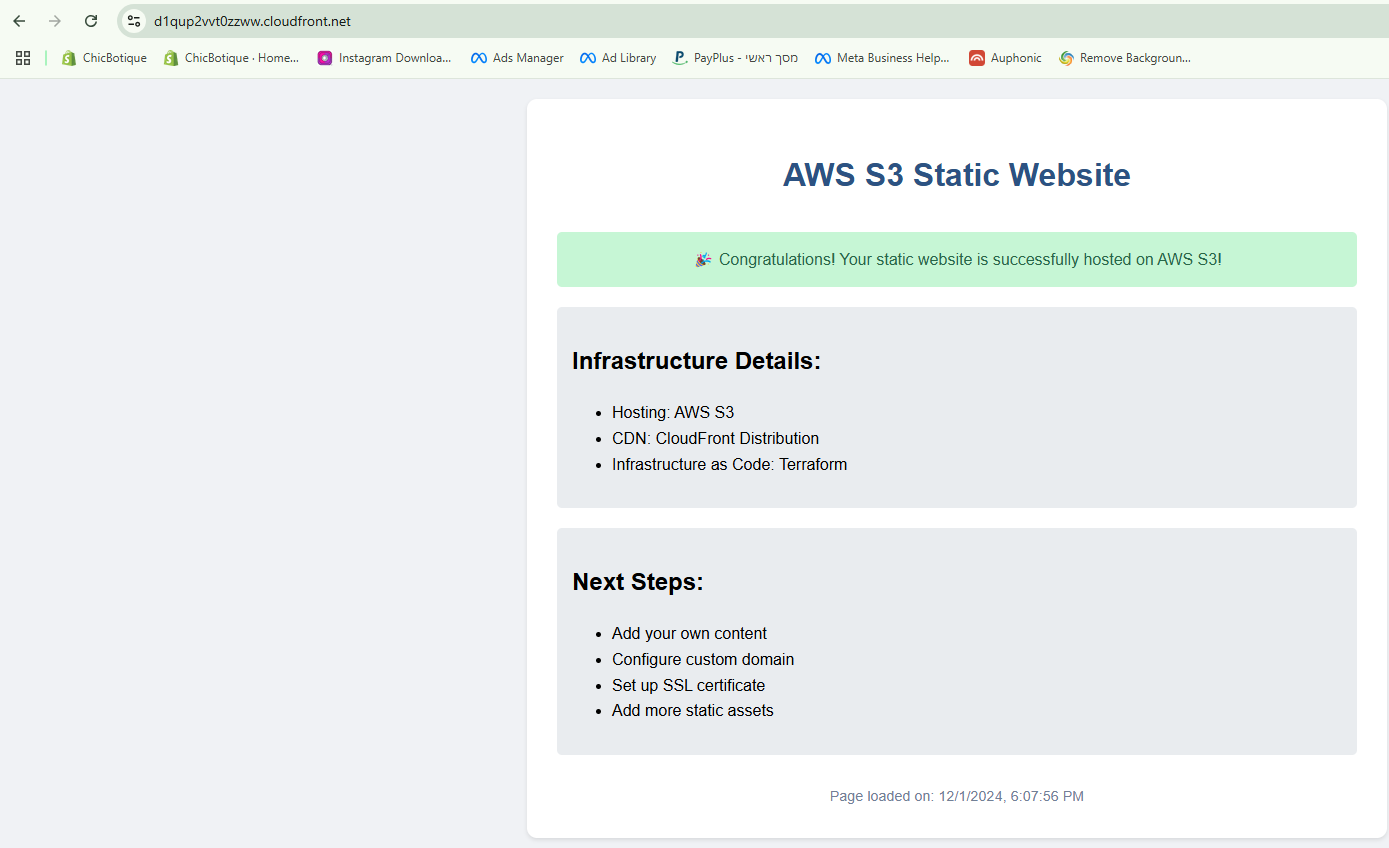 d1qup2vvt0zzww.cloudfront.net
ChicBotique
ChicBotique · Home...
Instagram Downloa...
Ads Manager
Ad Library
PayPlus - מסך ראשי
Meta Business Help...
Auphonic
Remove Backgroun...
AWS S3 Static Website
🎉 Congratulations! Your static website is successfully hosted on AWS S3!
Infrastructure Details:
• Hosting: AWS S3
• CDN: CloudFront Distribution
• Infrastructure as Code: Terraform
Next Steps:
• Add your own content
• Configure custom domain
• Set up SSL certificate
• Add more static assets
Page loaded on: 12/1/2024, 6:07:56 PM